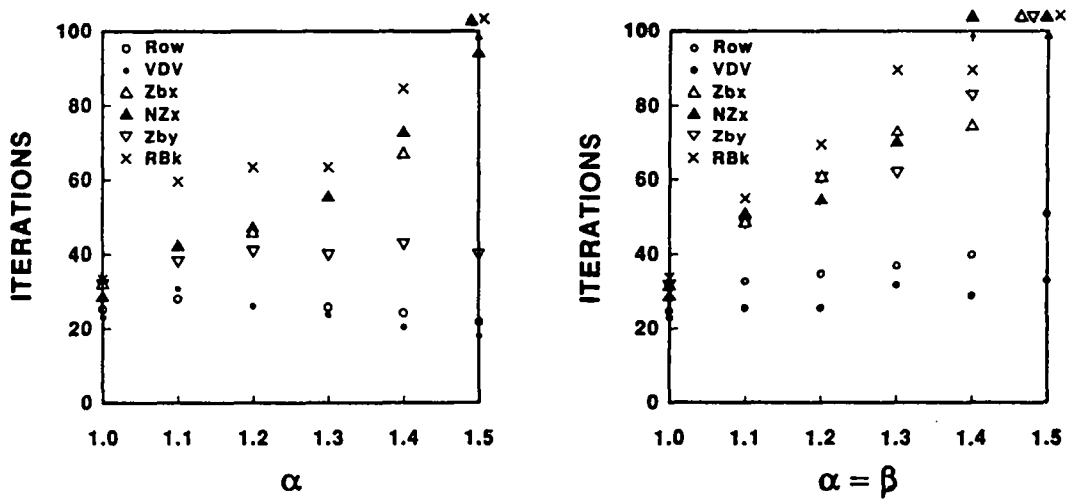 100
80
60
40
20
0
ITERATIONS
Row
VDV
Zbx
NZx
Zby
RBk
1.0 1.1 1.2 1.3 1.4 1.5
α
100
80
60
40
20
0
ITERATIONS
Row
VDV
Zbx
NZx
Zby
RBk
1.0 1.1 1.2 1.3 1.4 1.5
α = β